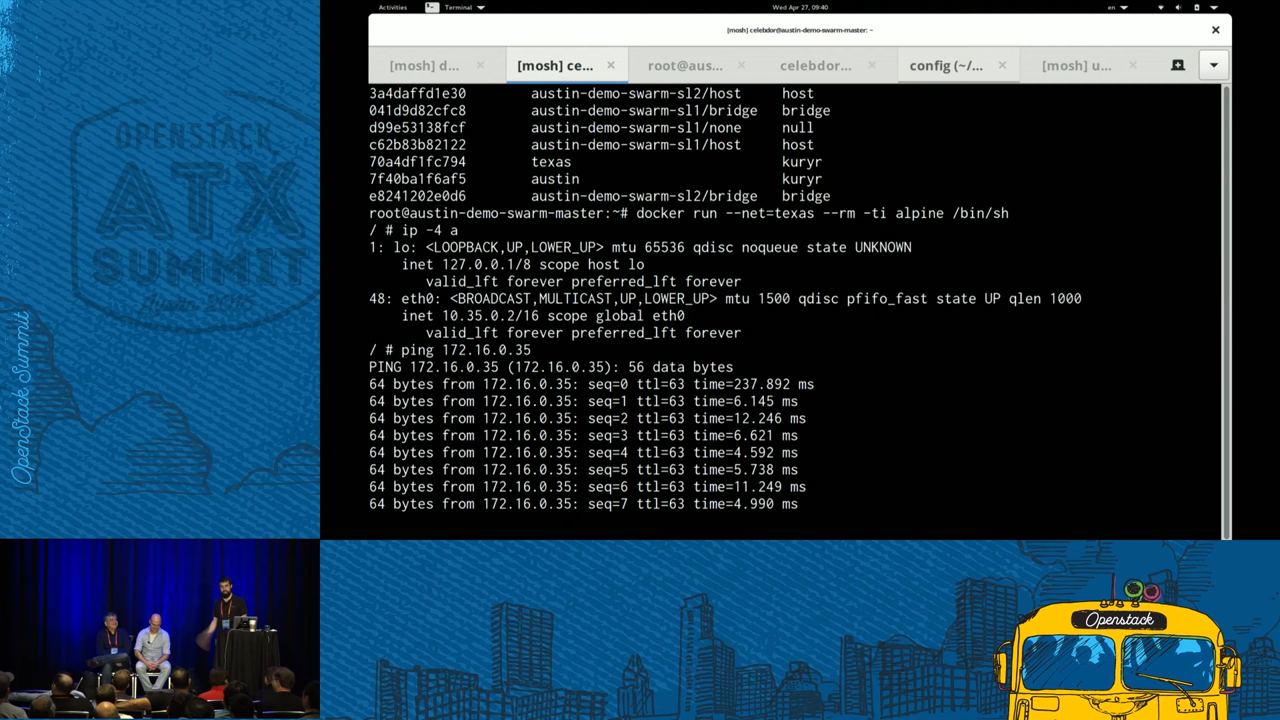 Activities
Terminal
Wed Apr 27, 09:40
en
[mosh] celebdor@austin-demo-swarm-master: ~
[mosh] d...
[mosh] ce...
root@aus...
celebdor...
config (~/...
[mosh] u...
3a4daffd1e30 austin-demo-swarm-sl2/host host
041d9d82cfc8 austin-demo-swarm-sl1/bridge bridge
d99e53138fcf austin-demo-swarm-sl1/none null
c62b83b82122 austin-demo-swarm-sl1/host host
70a4df1fc794 texas kuryr
7f40ba1f6af5 austin kuryr
e8241202e0d6 austin-demo-swarm-sl2/bridge bridge
root@austin-demo-swarm-master:~# docker run --net=texas --rm -ti alpine /bin/sh
/ # ip -4 a
1: lo: <LOOPBACK,UP,LOWER_UP> mtu 65536 qdisc noqueue state UNKNOWN
inet 127.0.0.1/8 scope host lo
valid_lft forever preferred_lft forever
48: eth0: <BROADCAST,MULTICAST,UP,LOWER_UP> mtu 1500 qdisc pfifo_fast state UP qlen 1000
inet 10.35.0.2/16 scope global eth0
valid_lft forever preferred_lft forever
/ # ping 172.16.0.35
PING 172.16.0.35 (172.16.0.35): 56 data bytes
64 bytes from 172.16.0.35: seq=0 ttl=63 time=237.892 ms
64 bytes from 172.16.0.35: seq=1 ttl=63 time=6.145 ms
64 bytes from 172.16.0.35: seq=2 ttl=63 time=12.246 ms
64 bytes from 172.16.0.35: seq=3 ttl=63 time=6.621 ms
64 bytes from 172.16.0.35: seq=4 ttl=63 time=4.592 ms
64 bytes from 172.16.0.35: seq=5 ttl=63 time=5.738 ms
64 bytes from 172.16.0.35: seq=6 ttl=63 time=11.249 ms
64 bytes from 172.16.0.35: seq=7 ttl=63 time=4.990 ms
OPENSTACK
ATX
SUMMIT
Austin 2016
OpenStack Summit
Openstack